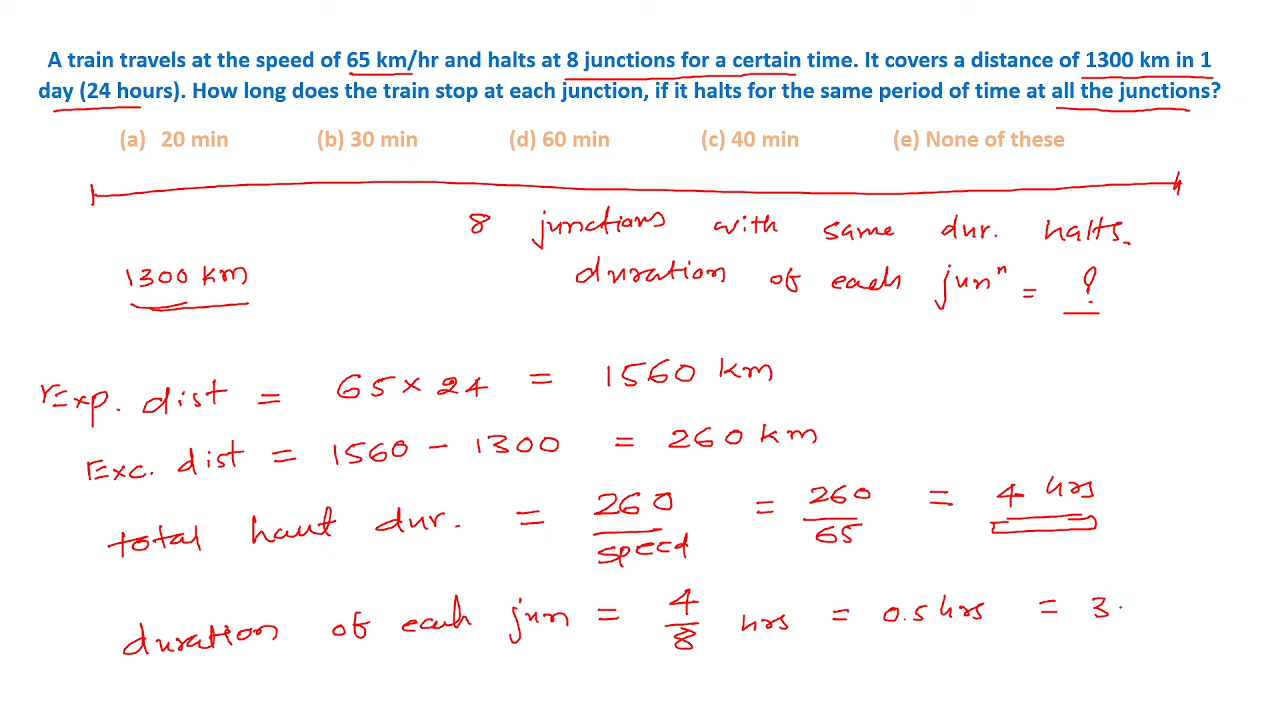 A train travels at the speed of 65 km/hr and halts at 8 junctions for a certain time. It covers a distance of 1300 km in 1
day (24 hours). How long does the train stop at each junction, if it halts for the same period of time at all the junctions?
(a) 20 min (b) 30 min (d) 60 min (c) 40 min (e) None of these
8 junctions with same dur. halts.
1300 km
duration of each junⁿ = ?
Exp. dist = 65 × 24 = 1560 km
Exc. dist = 1560 - 1300 = 260 km
total haut dur. = 260/speed = 260/65 = 4 hrs
duration of each jun = 4/8 hrs = 0.5 hrs = 3.